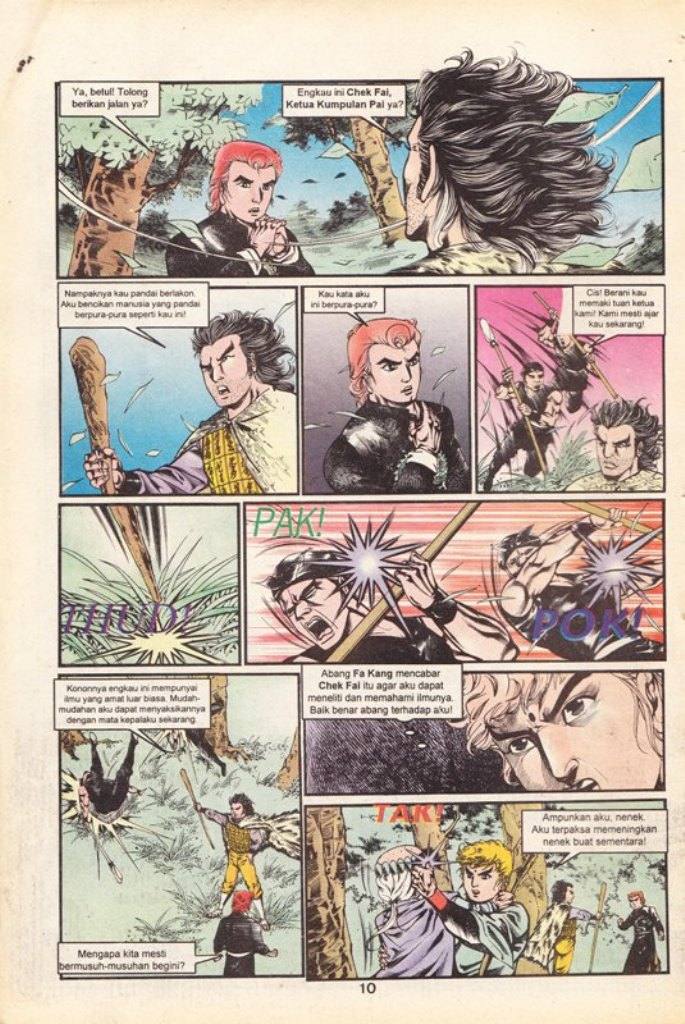 Ya, betul! Tolong
berikan jalan ya?
Engkau ini Chek Fai,
Ketua Kumpulan Pai ya?
Nampaknya kau pandai berlakon.
Aku bencikan manusia yang pandai
berpura-pura seperti kau ini!
Kau kata aku
ini berpura-pura?
Cis! Berani kau
memaki tuan ketua
kami! Kami mesti ajar
kau sekarang!
THUD!
PAK!
POK!
Kononnya engkau ini mempunyai
ilmu yang amat luar biasa. Mudah-
mudahan aku dapat menyaksikannya
dengan mata kepalaku sekarang.
Mengapa kita mesti
bermusuh-musuhan begini?
Abang Fa Kang mencabar
Chek Fai itu agar aku dapat
meneliti dan memahami ilmunya.
Baik benar abang terhadap aku!
TAK!
Ampunkan aku, nenek.
Aku terpaksa memeningkan
nenek buat sementara!
10